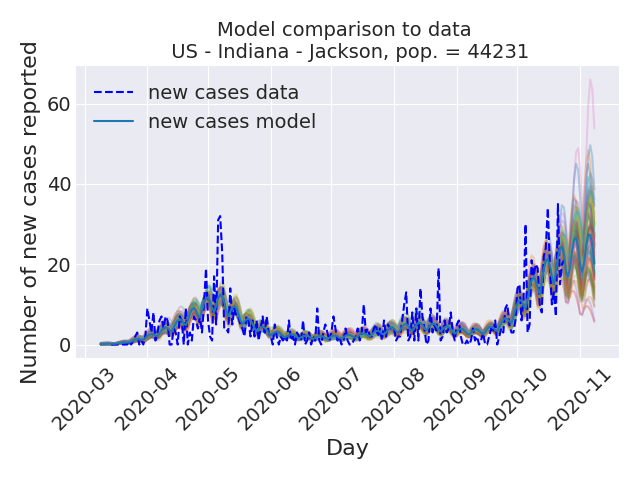 Model comparison to data
US - Indiana - Jackson, pop. = 44231
Number of new cases reported
60
40
20
0
new cases data
new cases model
2020-03
2020-04
2020-05
2020-06
2020-07
2020-08
2020-09
2020-10
2020-11
Day